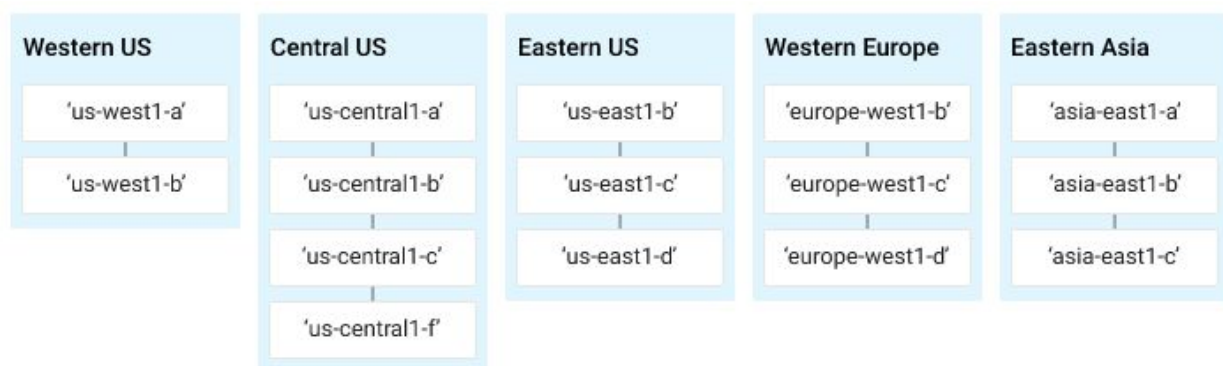 Western US
‘us-west1-a’
‘us-west1-b’
Central US
‘us-central1-a’
‘us-central1-b’
‘us-central1-c’
‘us-central1-f’
Eastern US
‘us-east1-b’
‘us-east1-c’
‘us-east1-d’
Western Europe
‘europe-west1-b’
‘europe-west1-c’
‘europe-west1-d’
Eastern Asia
‘asia-east1-a’
‘asia-east1-b’
‘asia-east1-c’